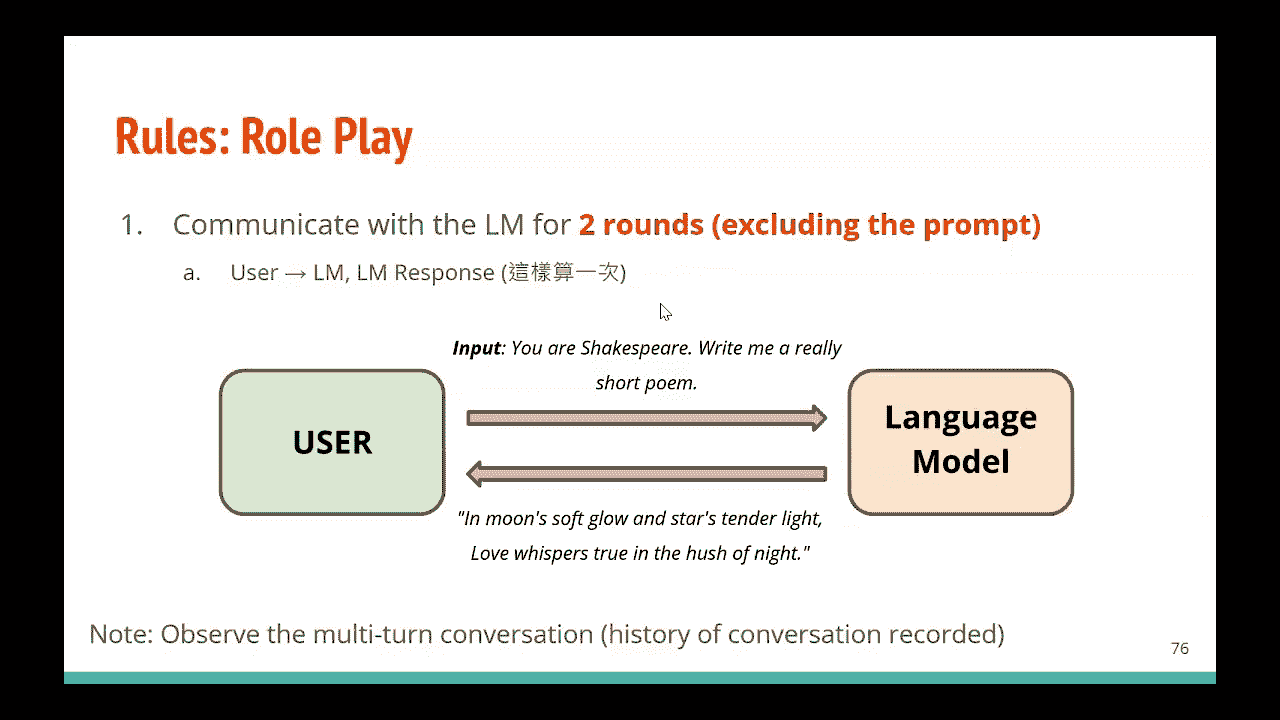 Rules: Role Play
1. Communicate with the LM for 2 rounds (excluding the prompt)
a. User → LM, LM Response (這樣算一次)
Input: You are Shakespeare. Write me a really
short poem.
USER
Language
Model
"In moon's soft glow and star's tender light,
Love whispers true in the hush of night."
Note: Observe the multi-turn conversation (history of conversation recorded)
76